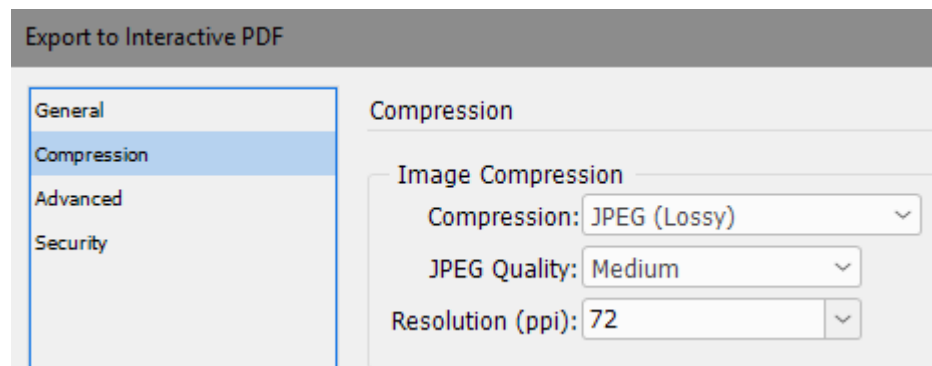 Export to Interactive PDF
General
Compression
Advanced
Security
Compression
Image Compression
Compression: JPEG (Lossy)
JPEG Quality: Medium
Resolution (ppi): 72